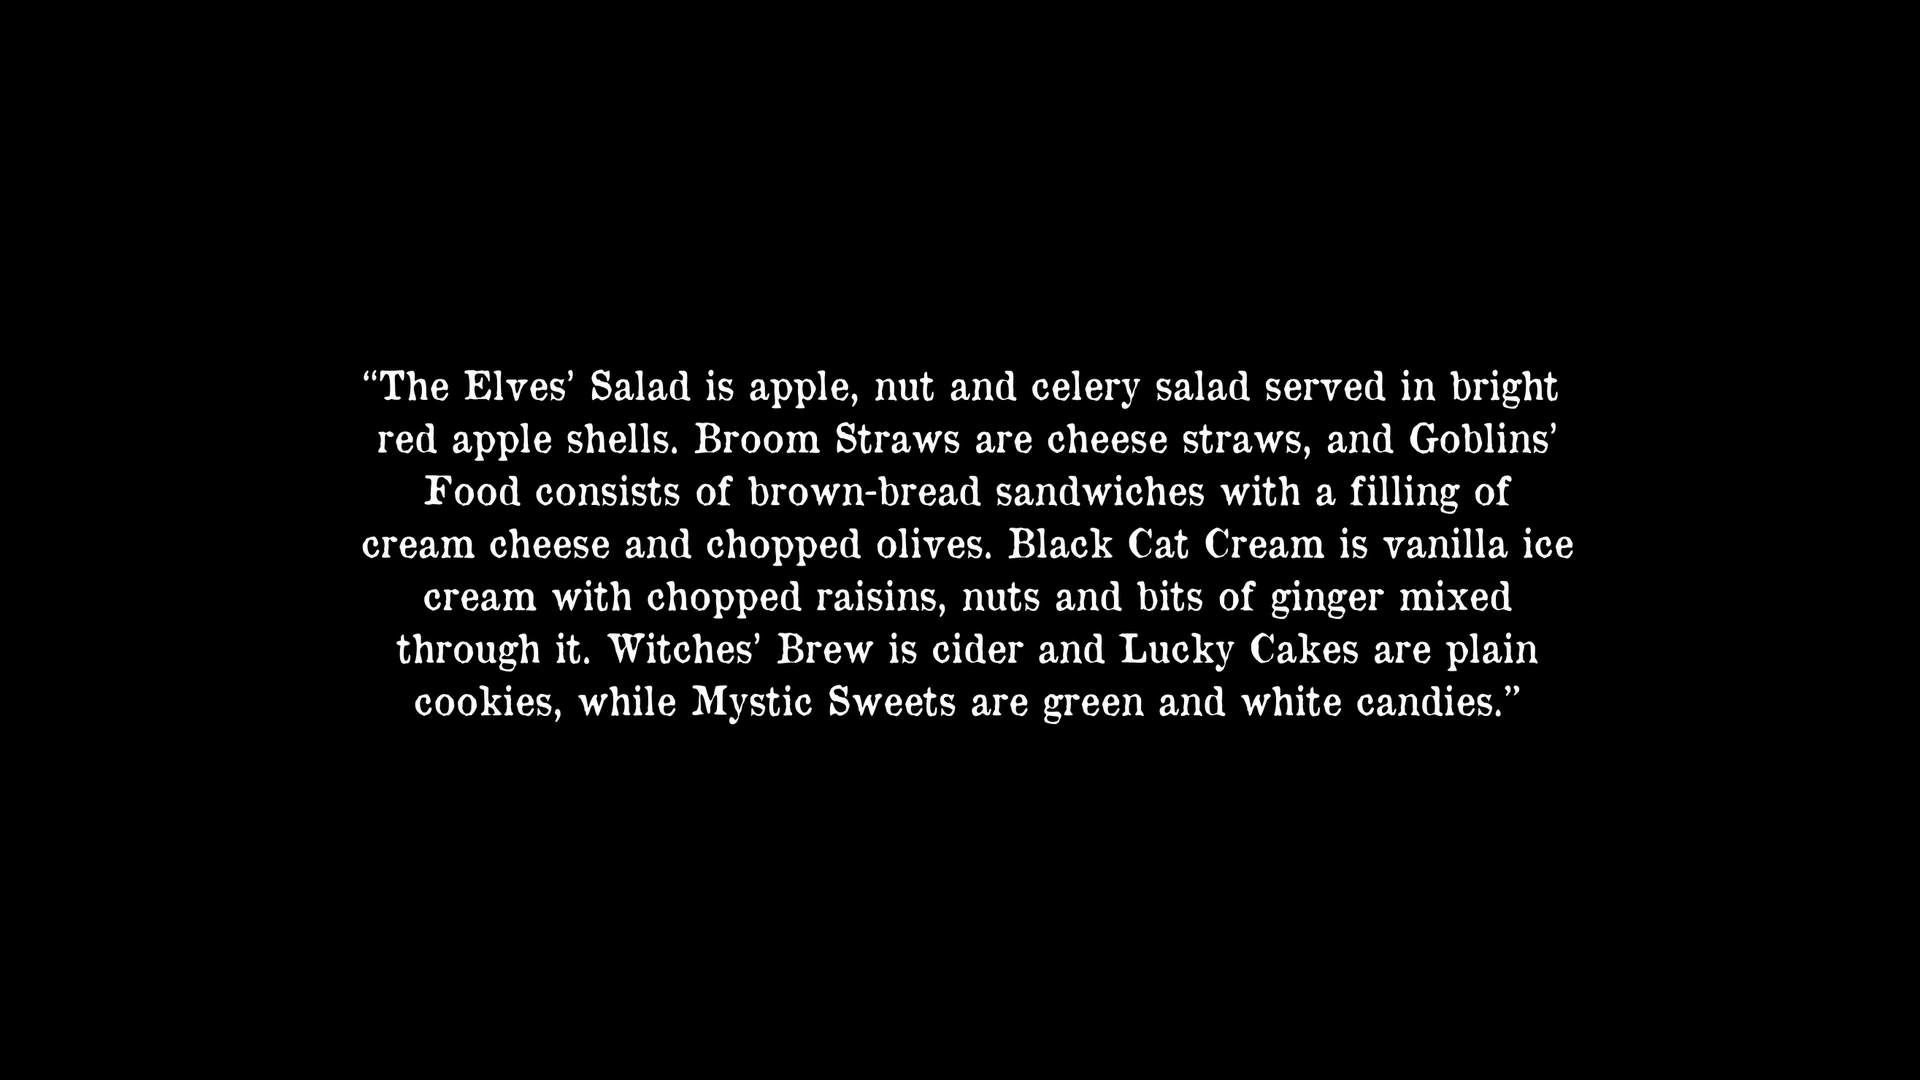 “The Elves’ Salad is apple, nut and celery salad served in bright
red apple shells. Broom Straws are cheese straws, and Goblins’
Food consists of brown-bread sandwiches with a filling of
cream cheese and chopped olives. Black Cat Cream is vanilla ice
cream with chopped raisins, nuts and bits of ginger mixed
through it. Witches’ Brew is cider and Lucky Cakes are plain
cookies, while Mystic Sweets are green and white candies.”